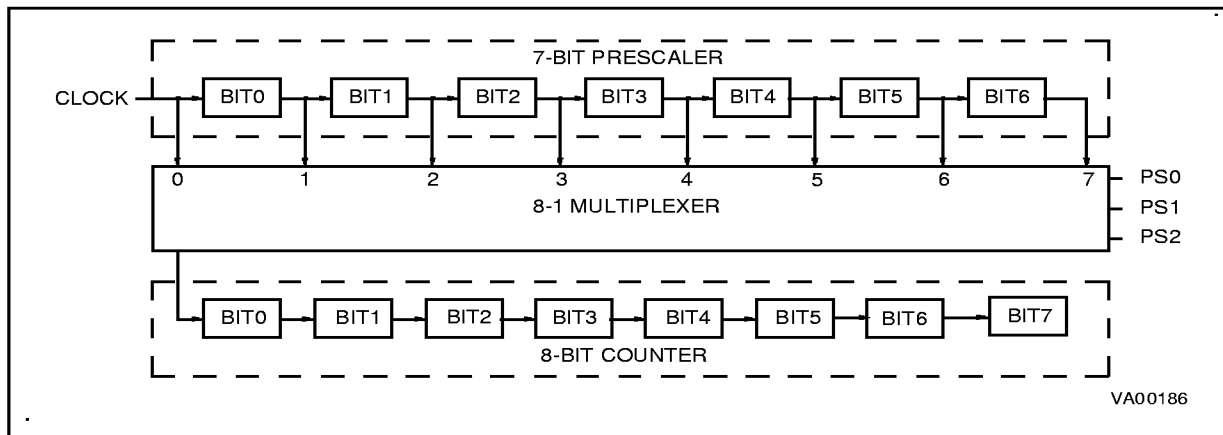 7-BIT PRESCALER
CLOCK BIT0 BIT1 BIT2 BIT3 BIT4 BIT5 BIT6
0 1 2 3 4 5 6 7
PS0
8-1 MULTIPLEXER
PS1
PS2
BIT0 BIT1 BIT2 BIT3 BIT4 BIT5 BIT6 BIT7
8-BIT COUNTER
VA00186